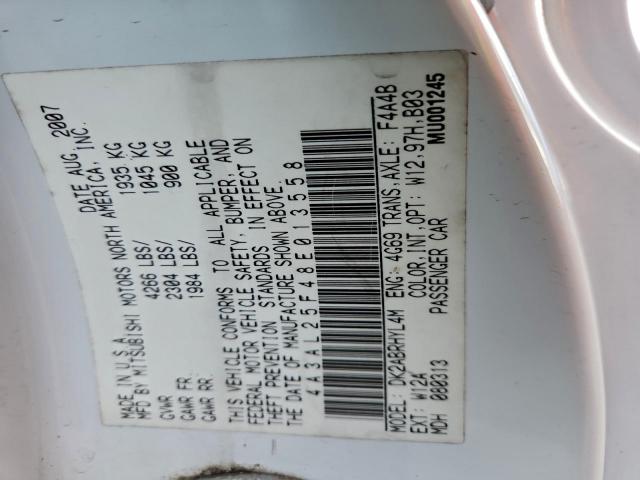 MADE IN U.S.A. DATE AUG 2007
MFD BY MITSUBISHI MOTORS NORTH AMERICA, INC.
GVWR 4266 LBS/ 1935 KG
GAWR FR: 2304 LBS/ 1045 KG
GAWR RR: 1984 LBS/ 900 KG
THIS VEHICLE CONFORMS TO ALL APPLICABLE
FEDERAL MOTOR VEHICLE SAFETY, BUMPER, AND
THEFT PREVENTION STANDARDS IN EFFECT ON
THE DATE OF MANUFACTURE SHOWN ABOVE.
4A3AL25F48E013558
MODEL: DK2A8RHYL4M ENG: 4G69 TRANS,AXLE: F4A4B
EXT: W12A COLOR,INT,OPT: W12,97H,B03
MDH 080313 PASSENGER CAR MU001245